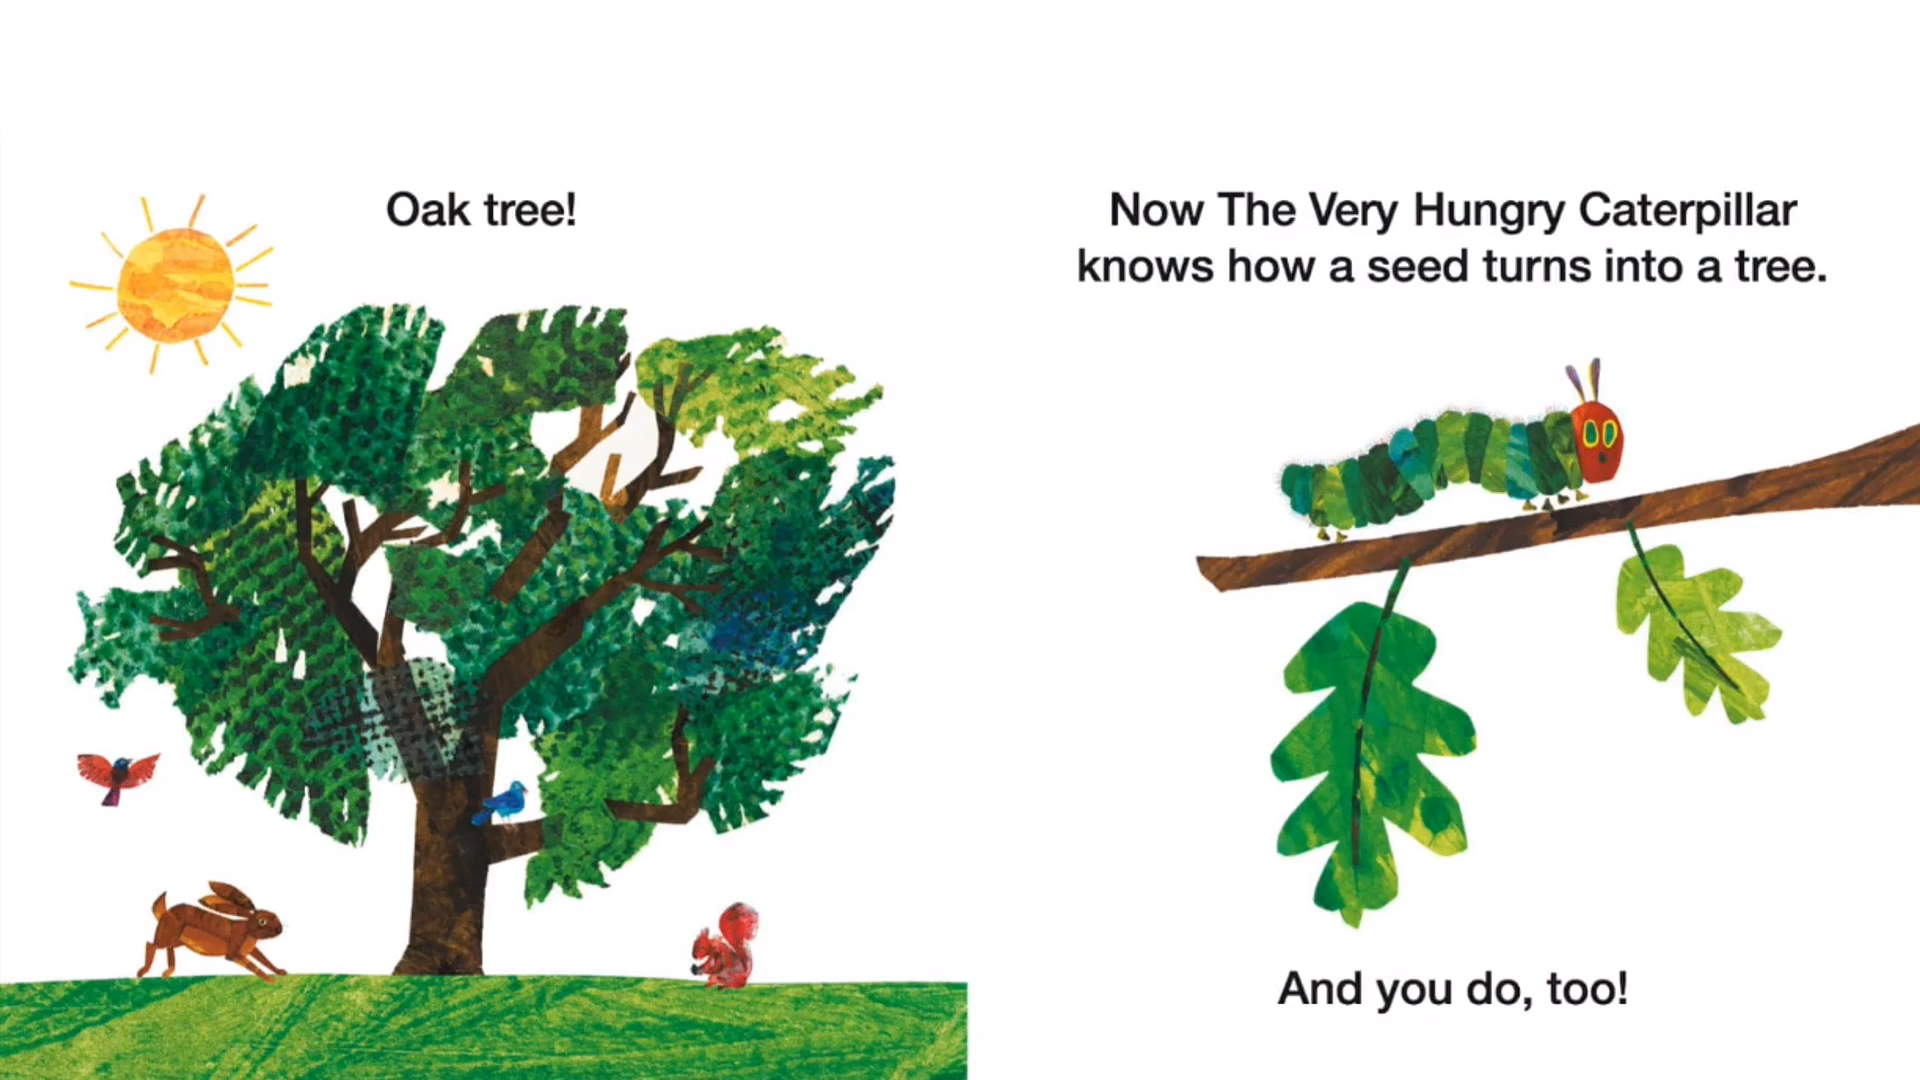 Oak tree!
Now The Very Hungry Caterpillar
knows how a seed turns into a tree.
And you do, too!